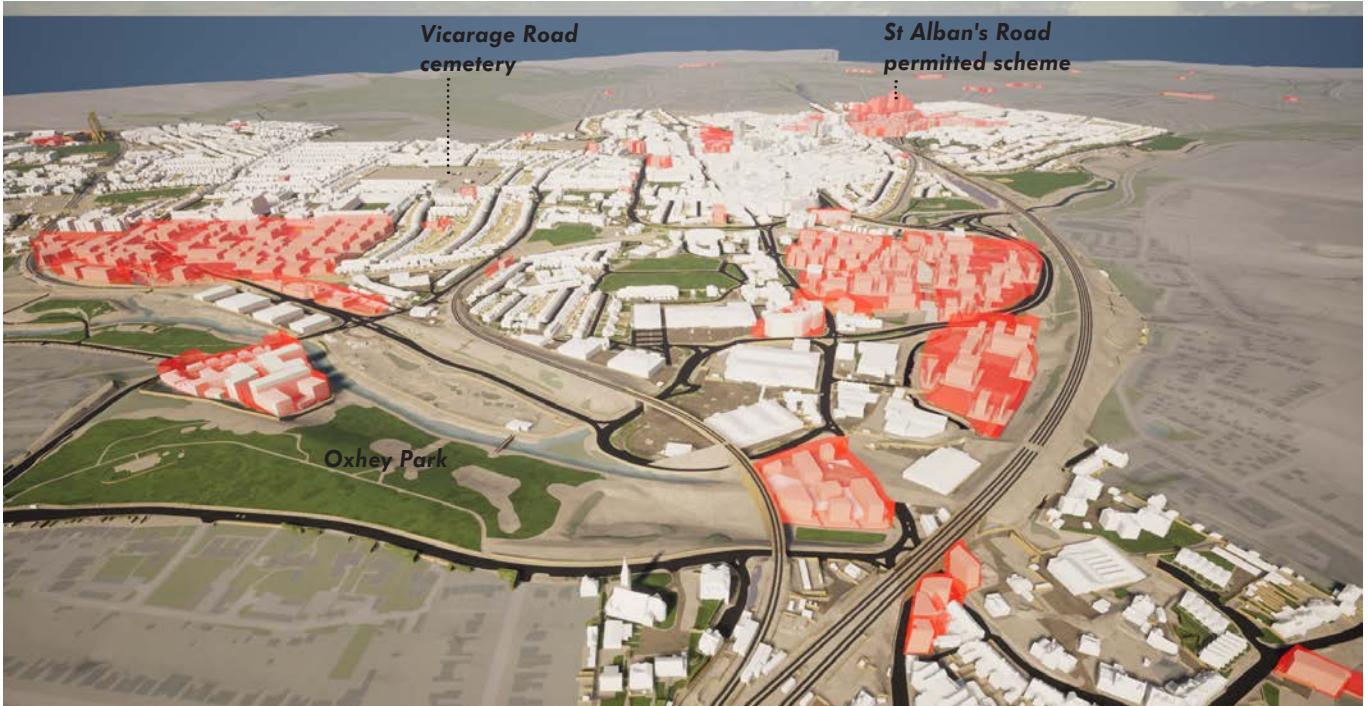 Vicarage Road
cemetery
St Alban's Road
permitted scheme
Oxhey Park